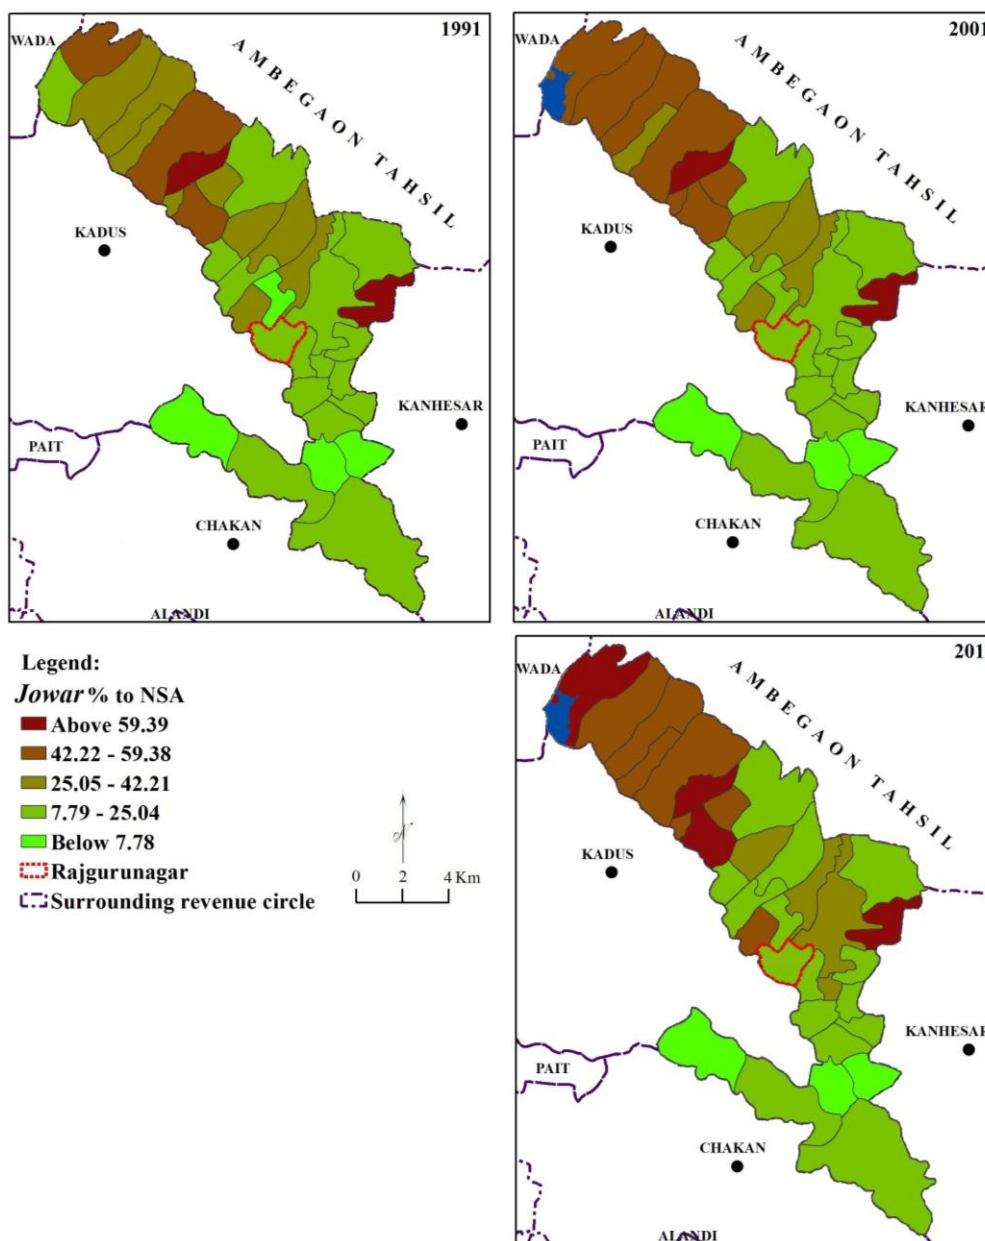 1991
WADA
AMBEGAON TAHSIL
KADUS
KANHESAR
PAIT
CHAKAN
ALANDI
2001
WADA
AMBEGAON TAHSIL
KADUS
KANHESAR
PAIT
CHAKAN
ALANDI
Legend:
Jowar % to NSA
Above 59.39
42.22 - 59.38
25.05 - 42.21
7.79 - 25.04
Below 7.78
Rajgurunagar
Surrounding revenue circle
N
0 2 4 Km
201
WADA
AMBEGAON TAHSIL
KADUS
KANHESAR
PAIT
CHAKAN
ALANDI